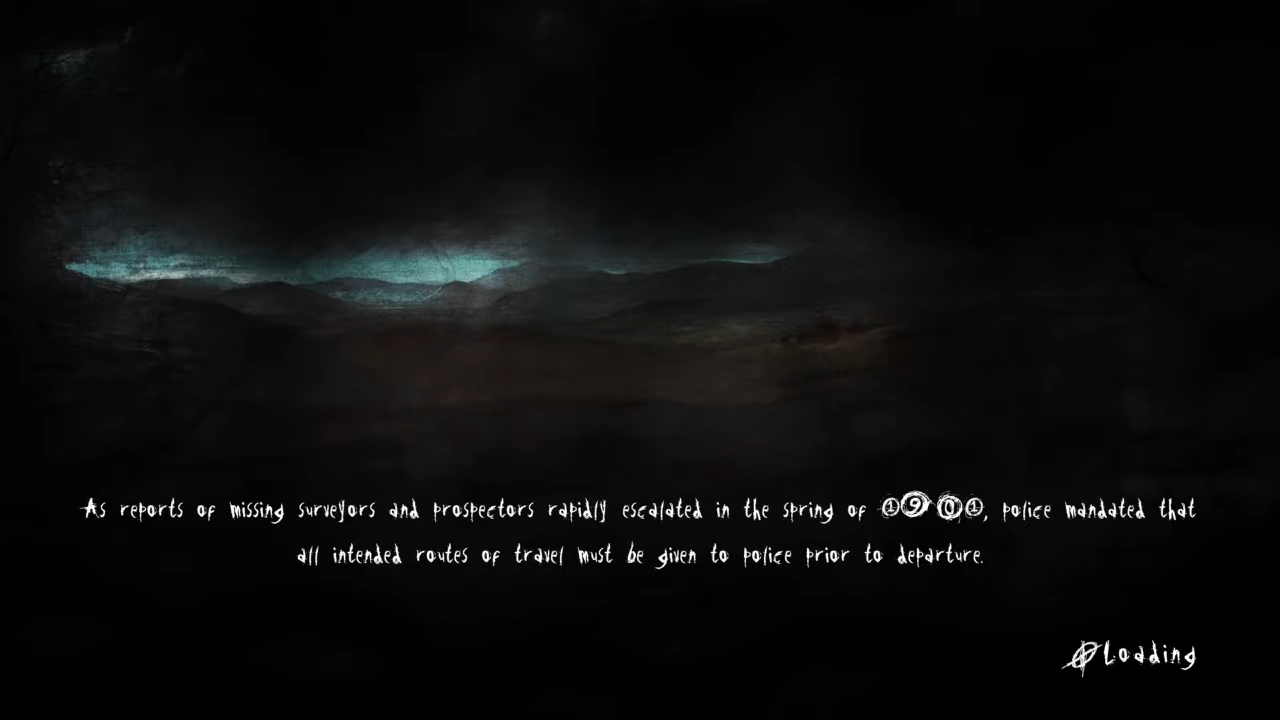 As reports of missing surveyors and prospectors rapidly escalated in the spring of 1901, police mandated that
all intended routes of travel must be given to police prior to departure.
Loading